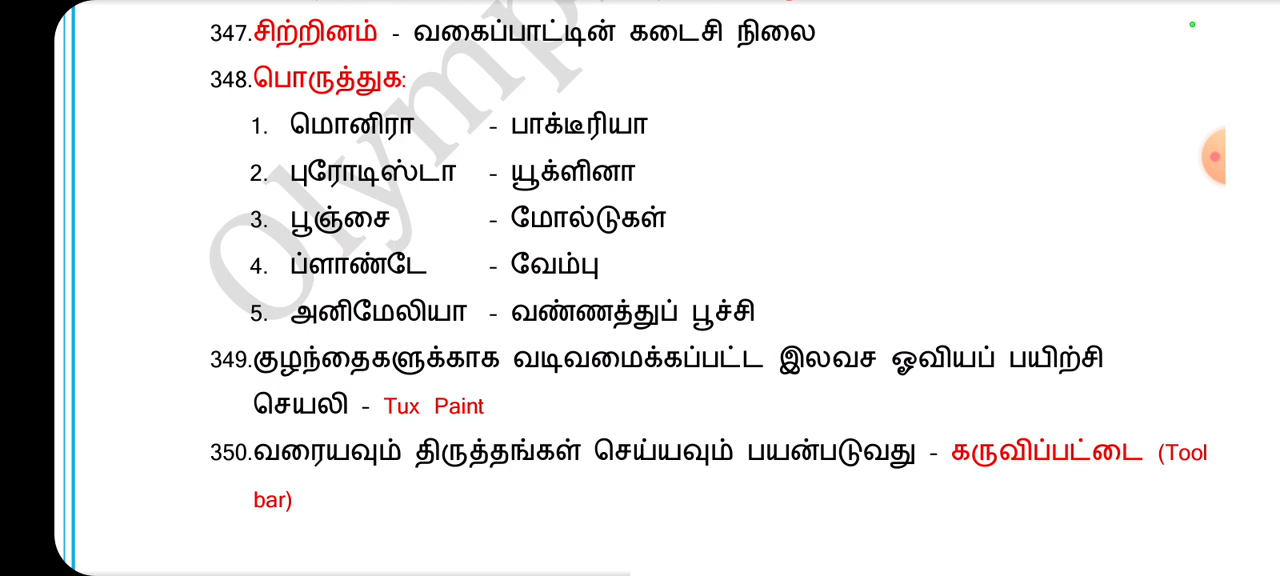 347.சிற்றினம் - வகைப்பாட்டின் கடைசி நிலை
348.பொருத்துக:
1. மொனிரா - பாக்டீரியா
2. புரோடிஸ்டா - யூக்ளினா
3. பூஞ்சை - மோல்டுகள்
4. ப்ளாண்டே - வேம்பு
5. அனிமேலியா - வண்ணத்துப் பூச்சி
349.குழந்தைகளுக்காக வடிவமைக்கப்பட்ட இலவச ஓவியப் பயிற்சி
செயலி - Tux Paint
350.வரையவும் திருத்தங்கள் செய்யவும் பயன்படுவது - கருவிப்பட்டை (Tool
bar)